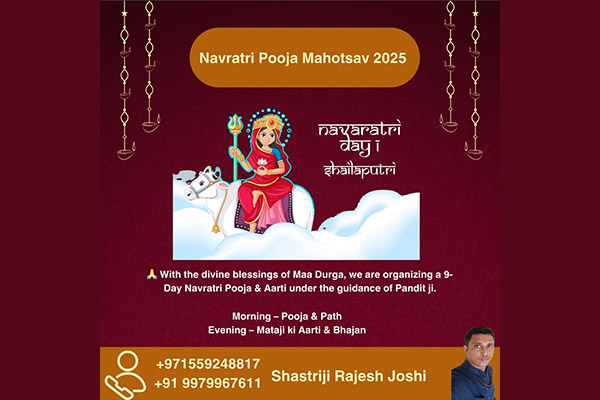 Navratri Pooja Mahotsav 2025
navaratri
day 1
shailaputri
🙏 With the divine blessings of Maa Durga, we are organizing a 9-
Day Navratri Pooja & Aarti under the guidance of Pandit ji.
Morning – Pooja & Path
Evening – Mataji ki Aarti & Bhajan
+971559248817
+91 9979967611
Shastriji Rajesh Joshi